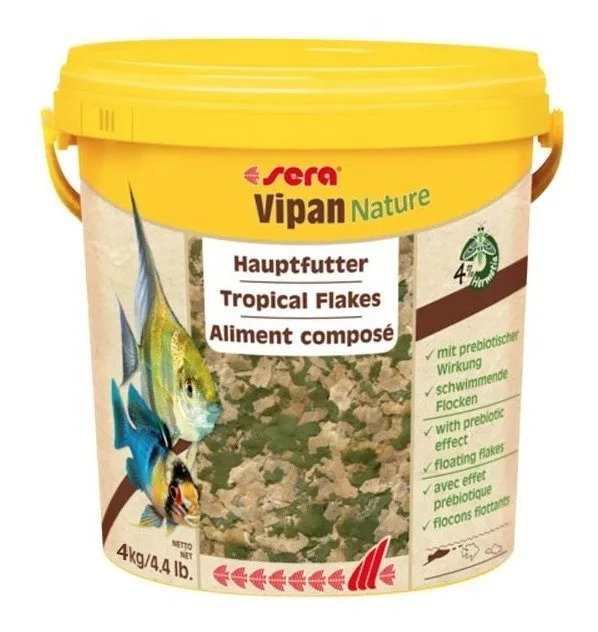 sera®
Vipan Nature
Hauptfutter
Tropical Flakes
Aliment composé
4%
Hermetia
✓ mit prebiotischer
Wirkung
✓ schwimmende
Flocken
✓ with prebiotic
effect
✓ floating flakes
✓ avec effet
prébiotique
✓ flocons flottants
NETTO
NET
4kg/4.4 lb.